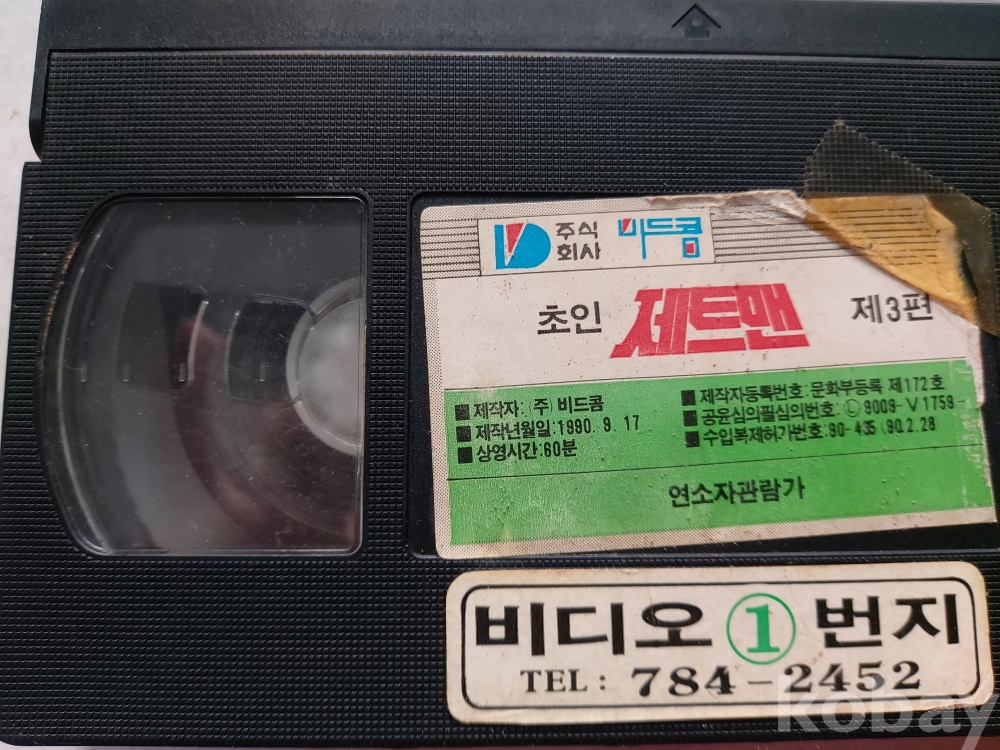 주식
회사 비드콤
초인 제트맨 제3편
■ 제작자: (주) 비드콤
■ 제작년월일: 1990. 9. 17
■ 상영시간: 60분
■ 제작자등록번호: 문화부등록 제172호
■ 공윤심의필심의번호: Ⓛ 9009-V1759-
■ 수입복제허가번호: 90-435 (90.2.28)
연소자관람가
비디오 ① 번지
TEL: 784-2452
kobay